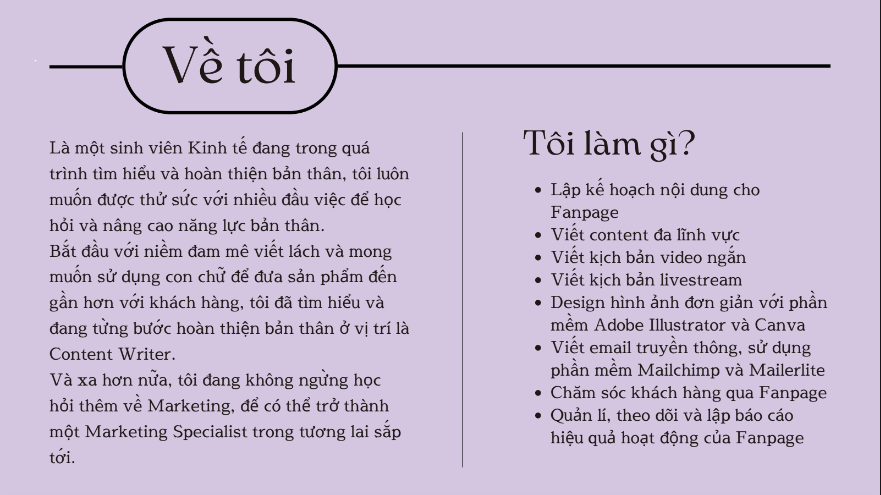 Về tôi
Là một sinh viên Kinh tế đang trong quá
trình tìm hiểu và hoàn thiện bản thân, tôi luôn
muốn được thử sức với nhiều đầu việc để học
hỏi và nâng cao năng lực bản thân.
Bắt đầu với niềm đam mê viết lách và mong
muốn sử dụng con chữ để đưa sản phẩm đến
gần hơn với khách hàng, tôi đã tìm hiểu và
đang từng bước hoàn thiện bản thân ở vị trí là
Content Writer.
Và xa hơn nữa, tôi đang không ngừng học
hỏi thêm về Marketing, để có thể trở thành
một Marketing Specialist trong tương lai sắp
tới.
Tôi làm gì?
• Lập kế hoạch nội dung cho
Fanpage
• Viết content đa lĩnh vực
• Viết kịch bản video ngắn
• Viết kịch bản livestream
• Design hình ảnh đơn giản với phần
mềm Adobe Illustrator và Canva
• Viết email truyền thông, sử dụng
phần mềm Mailchimp và Mailerlite
• Chăm sóc khách hàng qua Fanpage
• Quản lí, theo dõi và lập báo cáo
hiệu quả hoạt động của Fanpage